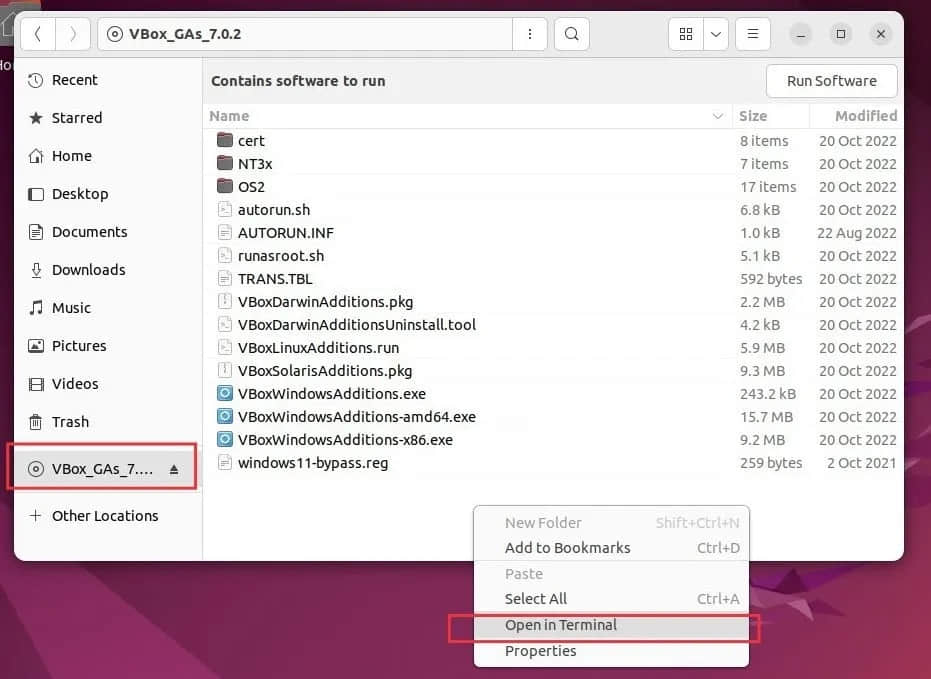 VBox_GAs_7.0.2
Recent
Starred
Home
Desktop
Documents
Downloads
Music
Pictures
Videos
Trash
VBox_GAs_7....
Other Locations
Contains software to run
Run Software
Name Size Modified
cert 8 items 20 Oct 2022
NT3x 7 items 20 Oct 2022
OS2 17 items 20 Oct 2022
autorun.sh 6.8 kB 20 Oct 2022
AUTORUN.INF 1.0 kB 22 Aug 2022
runasroot.sh 5.1 kB 20 Oct 2022
TRANS.TBL 592 bytes 20 Oct 2022
VBoxDarwinAdditions.pkg 2.2 MB 20 Oct 2022
VBoxDarwinAdditionsUninstall.tool 4.2 kB 20 Oct 2022
VBoxLinuxAdditions.run 5.9 MB 20 Oct 2022
VBoxSolarisAdditions.pkg 9.3 MB 20 Oct 2022
VBoxWindowsAdditions.exe 243.2 kB 20 Oct 2022
VBoxWindowsAdditions-amd64.exe 15.7 MB 20 Oct 2022
VBoxWindowsAdditions-x86.exe 9.2 MB 20 Oct 2022
windows11-bypass.reg 259 bytes 2 Oct 2021
New Folder Shift+Ctrl+N
Add to Bookmarks Ctrl+D
Paste
Select All Ctrl+A
Open in Terminal
Properties